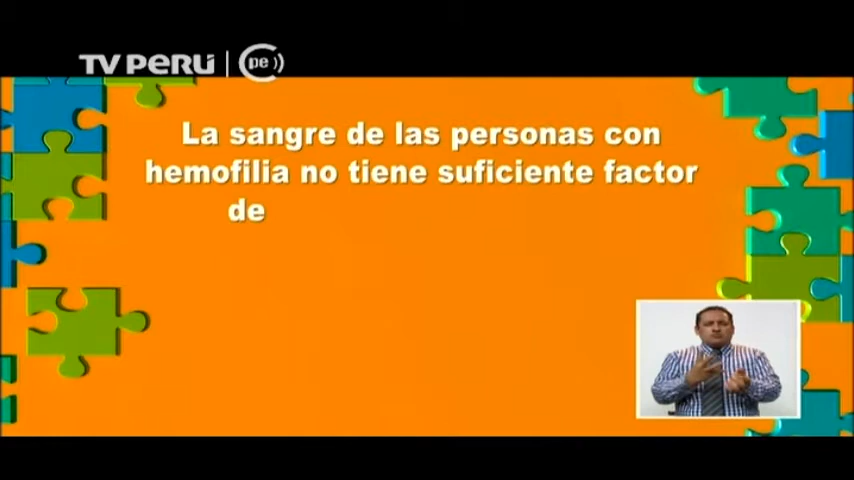 TV PERÚ pe
La sangre de las personas con
hemofilia no tiene suficiente factor
de